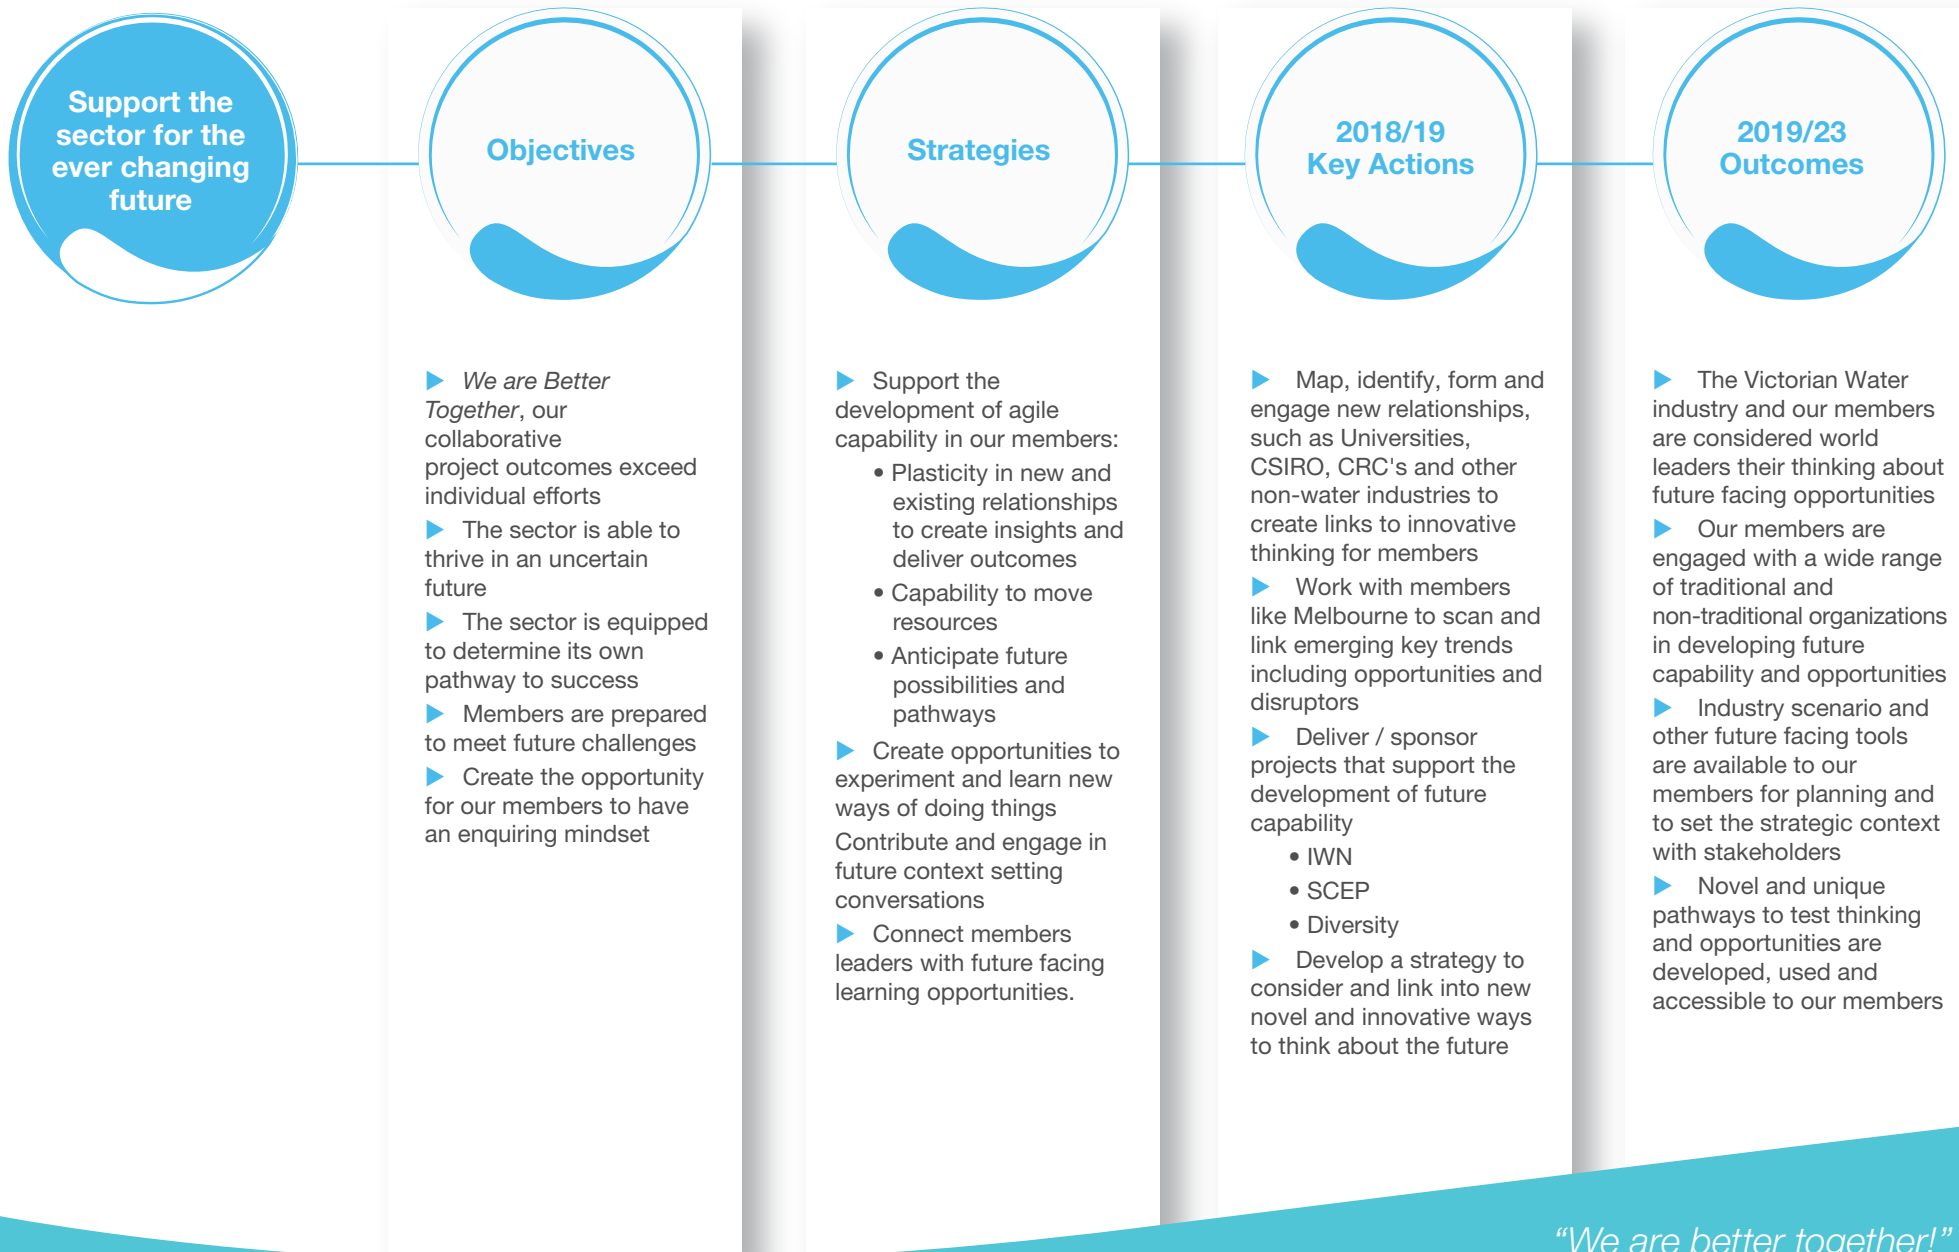 Support the
sector for the
ever changing
future
Objectives
▶ We are Better
Together, our
collaborative
project outcomes exceed
individual efforts
▶ The sector is able to
thrive in an uncertain
future
▶ The sector is equipped
to determine its own
pathway to success
▶ Members are prepared
to meet future challenges
▶ Create the opportunity
for our members to have
an enquiring mindset
Strategies
▶ Support the
development of agile
capability in our members:
• Plasticity in new and
existing relationships
to create insights and
deliver outcomes
• Capability to move
resources
• Anticipate future
possibilities and
pathways
▶ Create opportunities to
experiment and learn new
ways of doing things
Contribute and engage in
future context setting
conversations
▶ Connect members
leaders with future facing
learning opportunities.
2018/19
Key Actions
▶ Map, identify, form and
engage new relationships,
such as Universities,
CSIRO, CRC's and other
non-water industries to
create links to innovative
thinking for members
▶ Work with members
like Melbourne to scan and
link emerging key trends
including opportunities and
disruptors
▶ Deliver / sponsor
projects that support the
development of future
capability
• IWN
• SCEP
• Diversity
▶ Develop a strategy to
consider and link into new
novel and innovative ways
to think about the future
2019/23
Outcomes
▶ The Victorian Water
industry and our members
are considered world
leaders their thinking about
future facing opportunities
▶ Our members are
engaged with a wide range
of traditional and
non-traditional organizations
in developing future
capability and opportunities
▶ Industry scenario and
other future facing tools
are available to our
members for planning and
to set the strategic context
with stakeholders
▶ Novel and unique
pathways to test thinking
and opportunities are
developed, used and
accessible to our members
“We are better together!”